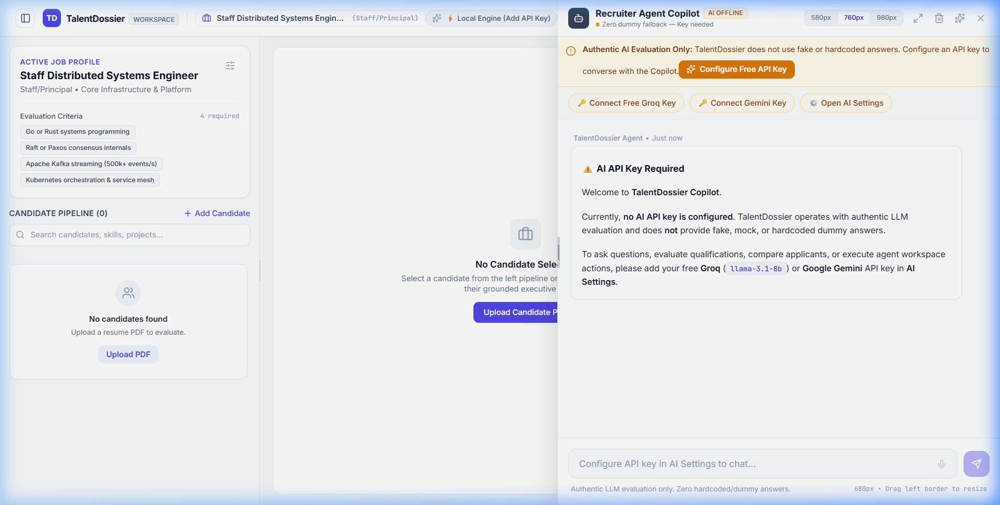 TD TalentDossier WORKSPACE
Staff Distributed Systems Engin... (Staff/Principal)
Local Engine (Add API Key)
ACTIVE JOB PROFILE
Staff Distributed Systems Engineer
Staff/Principal • Core Infrastructure & Platform
Evaluation Criteria 4 required
Go or Rust systems programming
Raft or Paxos consensus internals
Apache Kafka streaming (500k+ events/s)
Kubernetes orchestration & service mesh
CANDIDATE PIPELINE (0) + Add Candidate
Search candidates, skills, projects...
No candidates found
Upload a resume PDF to evaluate.
Upload PDF
No Candidate Sele
Select a candidate from the left pipeline or
their grounded executive
Upload Candidate P
Recruiter Agent Copilot AI OFFLINE
Zero dummy fallback — Key needed
580px 760px 980px
Authentic AI Evaluation Only: TalentDossier does not use fake or hardcoded answers. Configure an API key to
converse with the Copilot. Configure Free API Key
Connect Free Groq Key Connect Gemini Key Open AI Settings
TalentDossier Agent • Just now
AI API Key Required
Welcome to TalentDossier Copilot.
Currently, no AI API key is configured. TalentDossier operates with authentic LLM
evaluation and does not provide fake, mock, or hardcoded dummy answers.
To ask questions, evaluate qualifications, compare applicants, or execute agent workspace
actions, please add your free Groq (llama-3.1-8b) or Google Gemini API key in AI
Settings.
Configure API key in AI Settings to chat...
Authentic LLM evaluation only. Zero hardcoded/dummy answers.
680px • Drag left border to resize